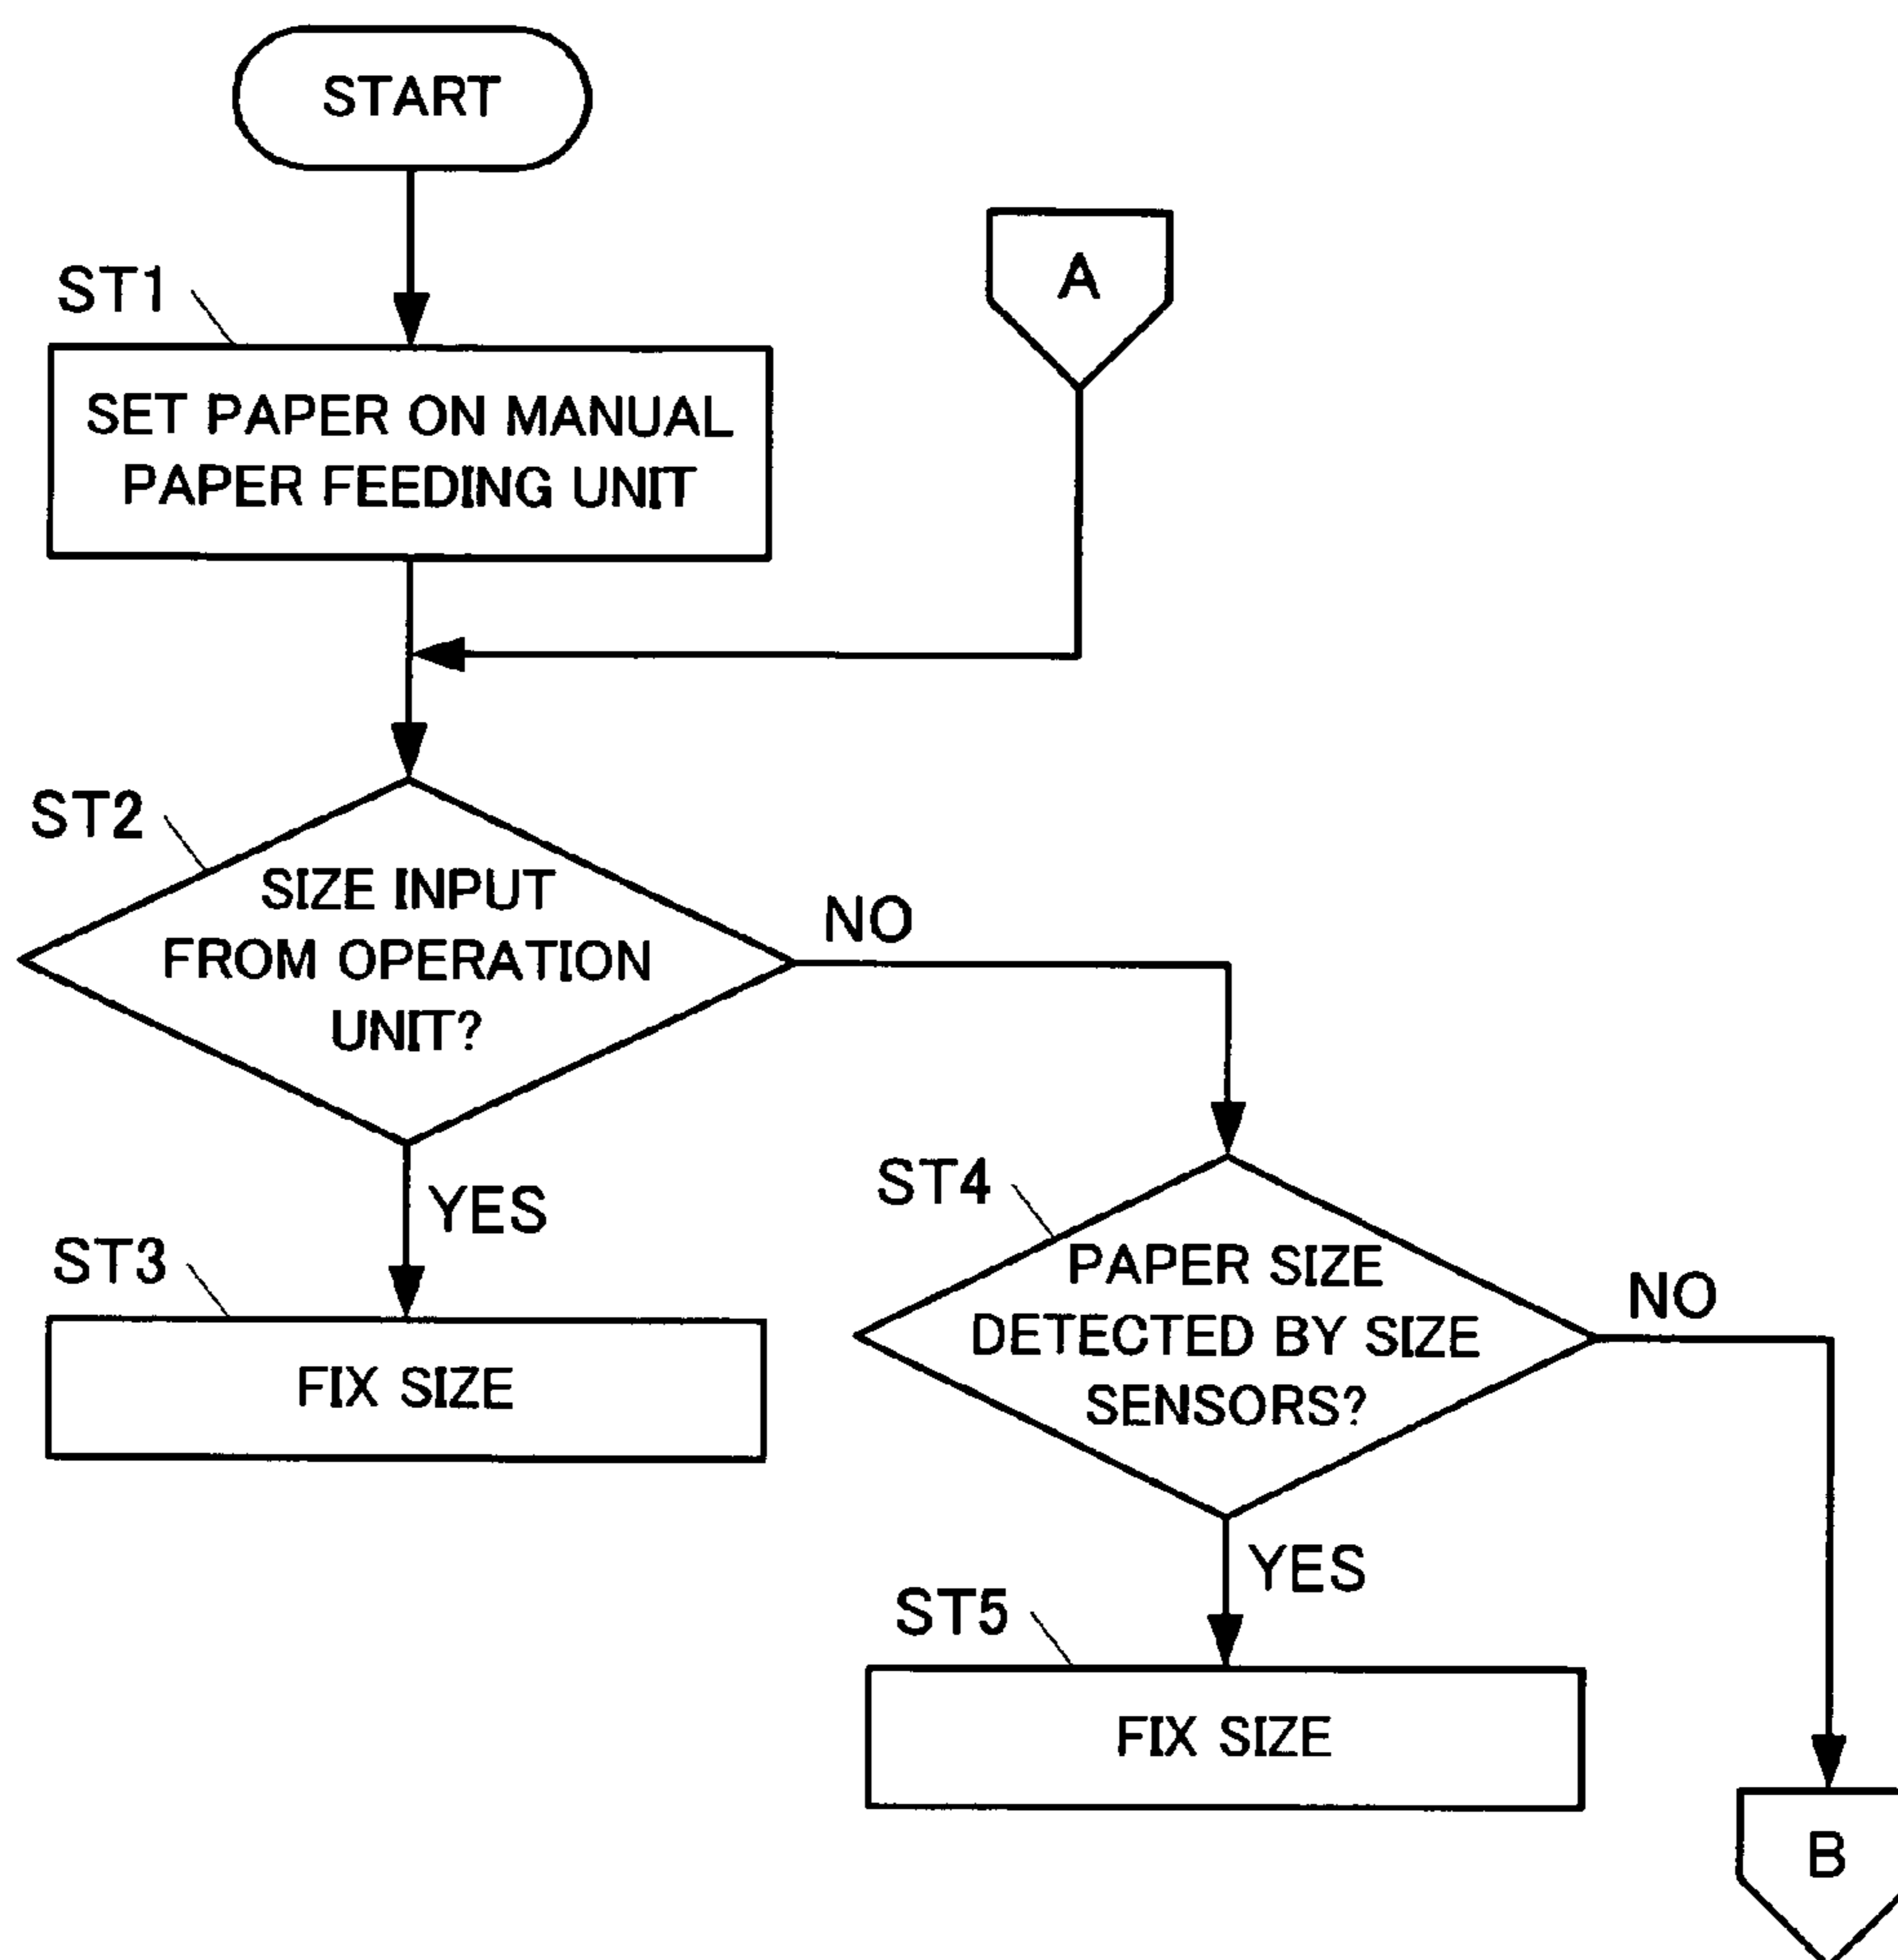 START
A
ST1
SET PAPER ON MANUAL
PAPER FEEDING UNIT
ST2
SIZE INPUT
FROM OPERATION
UNIT?
NO
YES
ST3
FIX SIZE
ST4
PAPER SIZE
DETECTED BY SIZE
SENSORS?
NO
YES
ST5
FIX SIZE
B